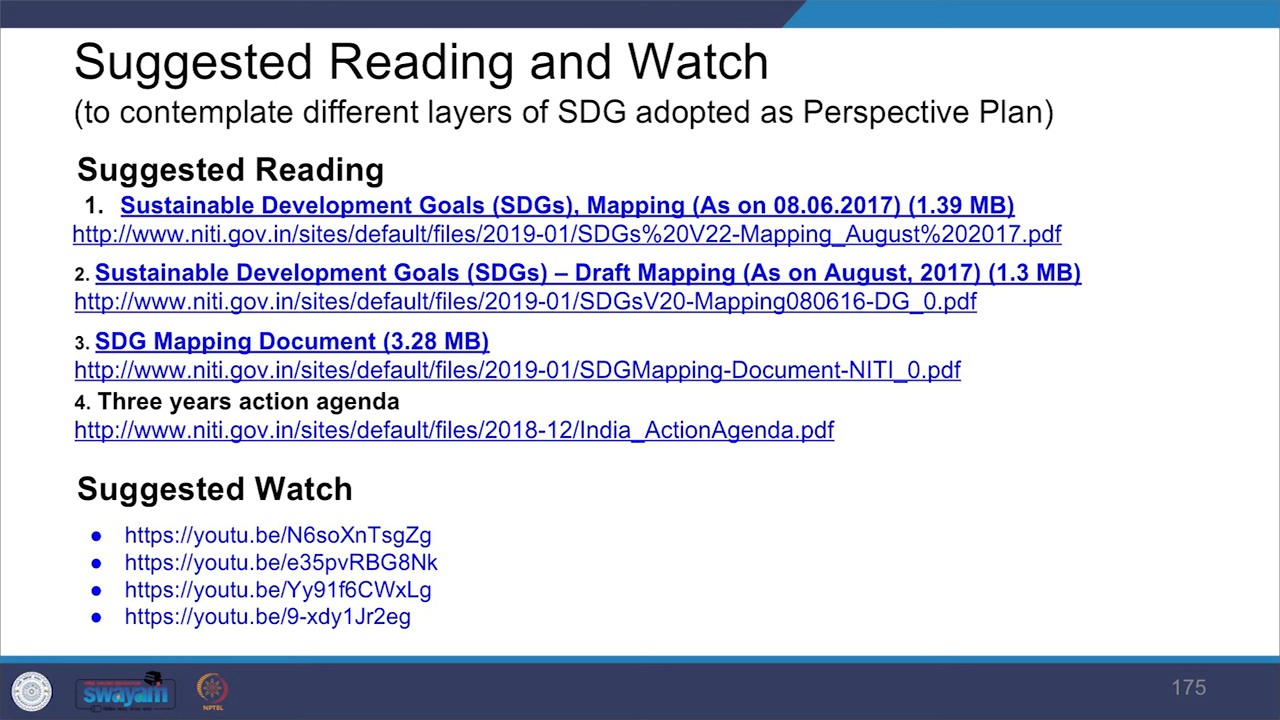 Suggested Reading and Watch
(to contemplate different layers of SDG adopted as Perspective Plan)
Suggested Reading
1. Sustainable Development Goals (SDGs), Mapping (As on 08.06.2017) (1.39 MB)
http://www.niti.gov.in/sites/default/files/2019-01/SDGs%20V22-Mapping_August%202017.pdf
2. Sustainable Development Goals (SDGs) – Draft Mapping (As on August, 2017) (1.3 MB)
http://www.niti.gov.in/sites/default/files/2019-01/SDGsV20-Mapping080616-DG_0.pdf
3. SDG Mapping Document (3.28 MB)
http://www.niti.gov.in/sites/default/files/2019-01/SDGMapping-Document-NITI_0.pdf
4. Three years action agenda
http://www.niti.gov.in/sites/default/files/2018-12/India_ActionAgenda.pdf
Suggested Watch
● https://youtu.be/N6soXnTsgZg
● https://youtu.be/e35pvRBG8Nk
● https://youtu.be/Yy91f6CWxLg
● https://youtu.be/9-xdy1Jr2eg
swayam
NPTEL
175